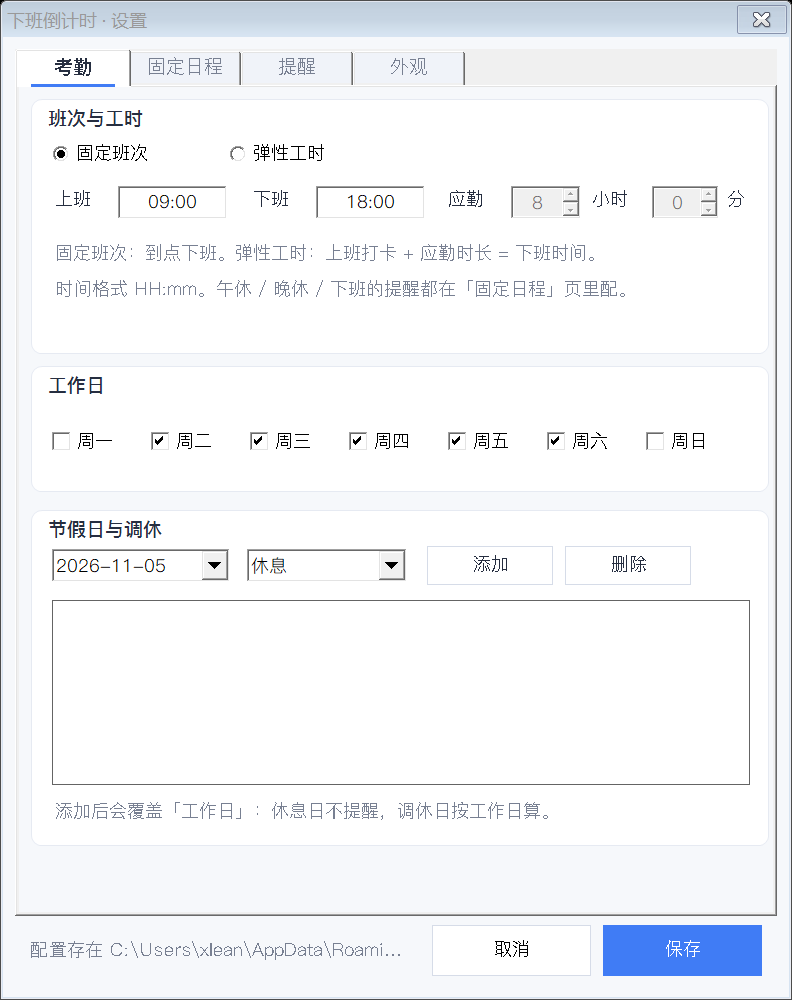 下班倒计时 · 设置
考勤 固定日程 提醒 外观
班次与工时
固定班次 弹性工时
上班 09:00 下班 18:00 应勤 8 小时 0 分
固定班次：到点下班。弹性工时：上班打卡 + 应勤时长 = 下班时间。
时间格式 HH:mm。午休 / 晚休 / 下班的提醒都在「固定日程」页里配。
工作日
周一 周二 周三 周四 周五 周六 周日
节假日与调休
2026-11-05 休息 添加 删除
添加后会覆盖「工作日」：休息日不提醒，调休日按工作日算。
配置存在 C:\Users\xlean\AppData\Roami... 取消 保存